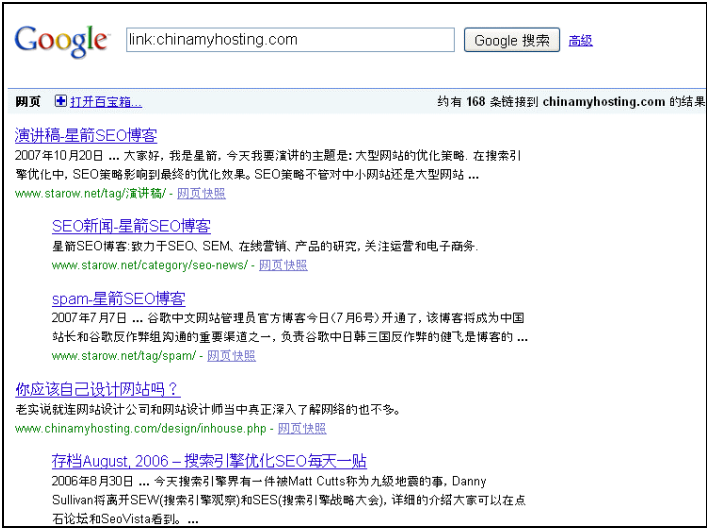 Google link:chinamyhosting.com Google 搜索 高级
网页 打开百宝箱... 约有 168 条链接到 chinamyhosting.com 的结果
演讲稿-星箭SEO博客
2007年10月20日 ... 大家好，我是星箭，今天我要演讲的主题是：大型网站的优化策略. 在搜索引
擎优化中，SEO策略影响到最终的优化效果。SEO策略不管对中小网站还是大型网站 ...
www.starow.net/tag/演讲稿/ - 网页快照
SEO新闻-星箭SEO博客
星箭SEO博客:致力于SEO、SEM、在线营销、产品的研究，关注运营和电子商务.
www.starow.net/category/seo-news/ - 网页快照
spam-星箭SEO博客
2007年7月7日 ... 谷歌中文网站管理员官方博客今日（7月6号）开通了，该博客将成为中国
站长和谷歌反作弊组沟通的重要渠道之一，负责谷歌中日韩三国反作弊的健飞是博客的 ...
www.starow.net/tag/spam/ - 网页快照
你应该自己设计网站吗？
老实说就连网站设计公司和网站设计师当中真正深入了解网络的也不多。
www.chinamyhosting.com/design/inhouse.php - 网页快照
存档August, 2006 – 搜索引擎优化SEO每天一贴
2006年8月30日 ... 今天搜索引擎界有一件被Matt Cutts称为九级地震的事，Danny
Sullivan将离开SEW(搜索引擎观察)和SES(搜索引擎战略大会)，详细的介绍大家可以在点
石论坛和SeoVista看到。 ...